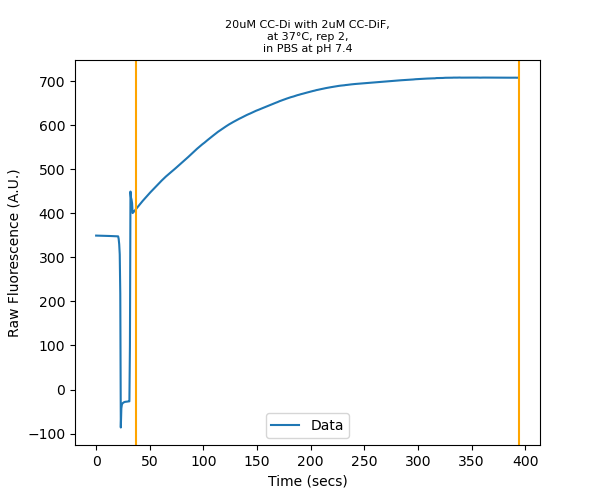 20uM CC-Di with 2uM CC-DiF,
at 37°C, rep 2,
in PBS at pH 7.4
Raw Fluorescence (A.U.)
700
600
500
400
300
200
100
0
−100
Data
0 50 100 150 200 250 300 350 400
Time (secs)